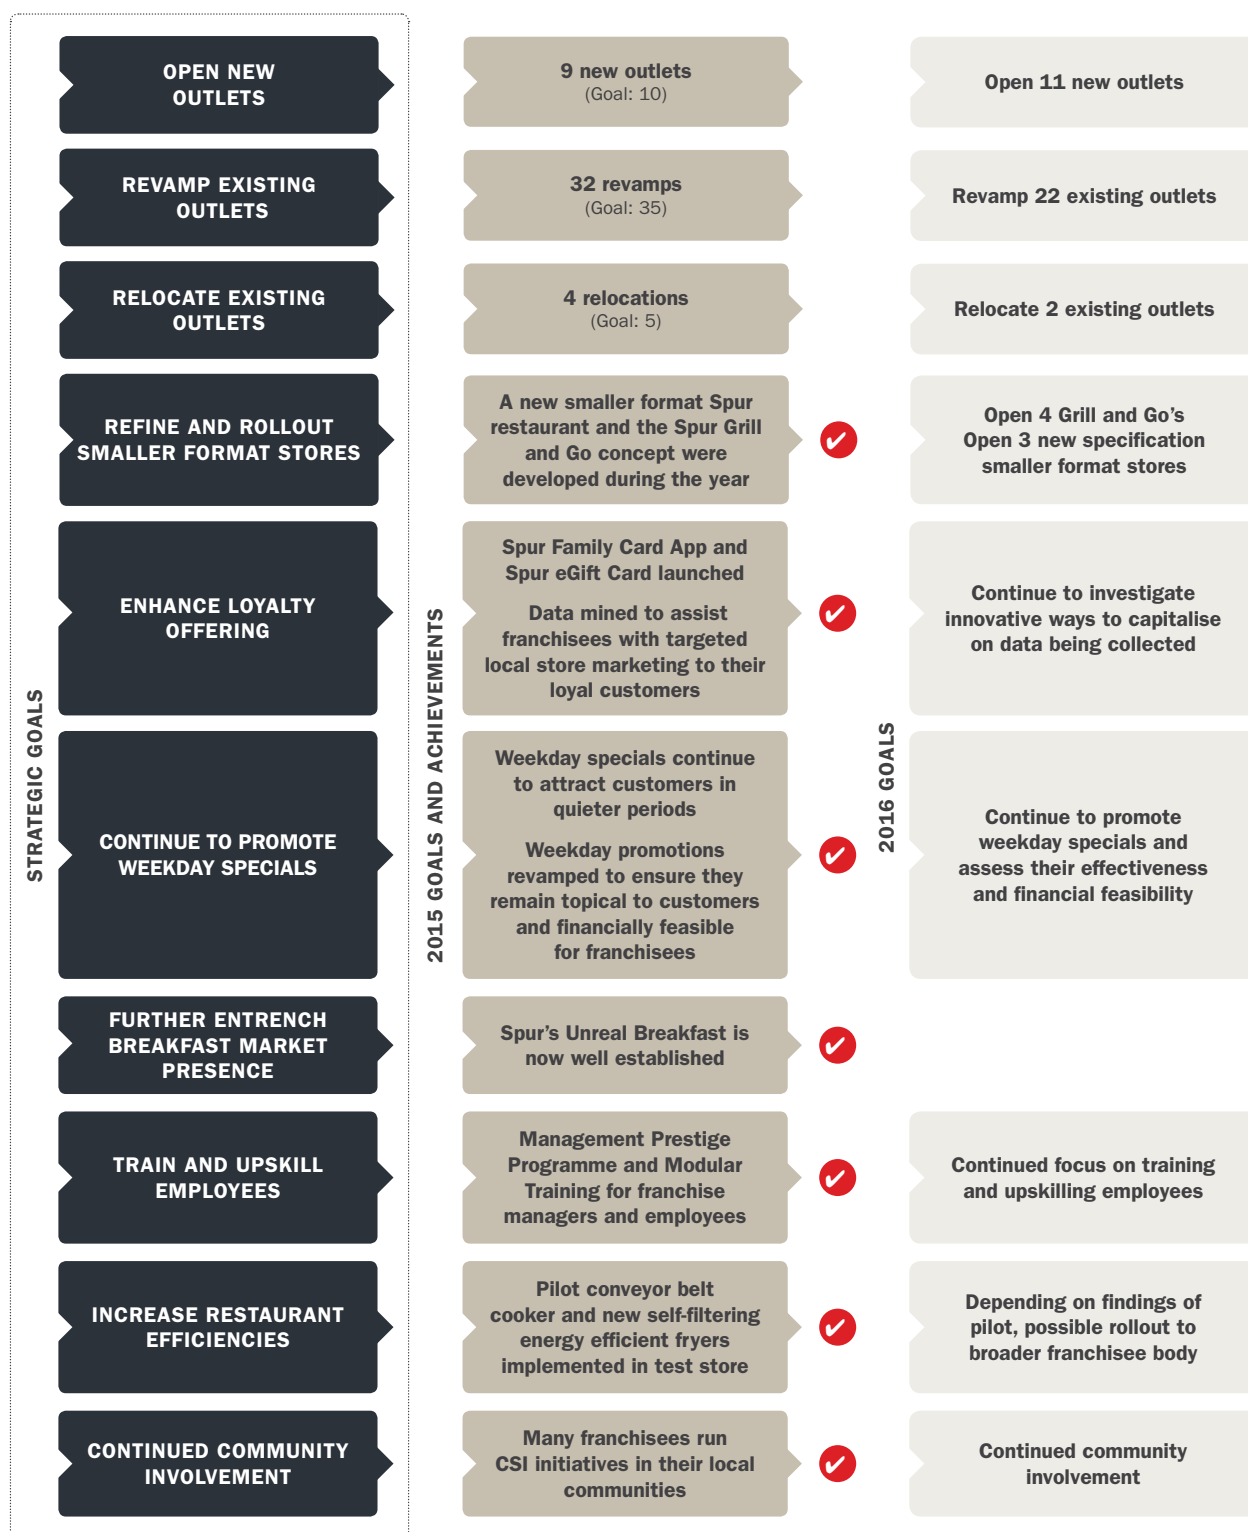 STRATEGIC GOALS
2015 GOALS AND ACHIEVEMENTS
2016 GOALS
OPEN NEW
OUTLETS
9 new outlets
(Goal: 10)
Open 11 new outlets
REVAMP EXISTING
OUTLETS
32 revamps
(Goal: 35)
Revamp 22 existing outlets
RELOCATE EXISTING
OUTLETS
4 relocations
(Goal: 5)
Relocate 2 existing outlets
REFINE AND ROLLOUT
SMALLER FORMAT STORES
A new smaller format Spur
restaurant and the Spur Grill
and Go concept were
developed during the year
Open 4 Grill and Go’s
Open 3 new specification
smaller format stores
ENHANCE LOYALTY
OFFERING
Spur Family Card App and
Spur eGift Card launched
Data mined to assist
franchisees with targeted
local store marketing to their
loyal customers
Continue to investigate
innovative ways to capitalise
on data being collected
CONTINUE TO PROMOTE
WEEKDAY SPECIALS
Weekday specials continue
to attract customers in
quieter periods
Weekday promotions
revamped to ensure they
remain topical to customers
and financially feasible
for franchisees
Continue to promote
weekday specials and
assess their effectiveness
and financial feasibility
FURTHER ENTRENCH
BREAKFAST MARKET
PRESENCE
Spur’s Unreal Breakfast is
now well established
TRAIN AND UPSKILL
EMPLOYEES
Management Prestige
Programme and Modular
Training for franchise
managers and employees
Continued focus on training
and upskilling employees
INCREASE RESTAURANT
EFFICIENCIES
Pilot conveyor belt
cooker and new self-filtering
energy efficient fryers
implemented in test store
Depending on findings of
pilot, possible rollout to
broader franchisee body
CONTINUED COMMUNITY
INVOLVEMENT
Many franchisees run
CSI initiatives in their local
communities
Continued community
involvement